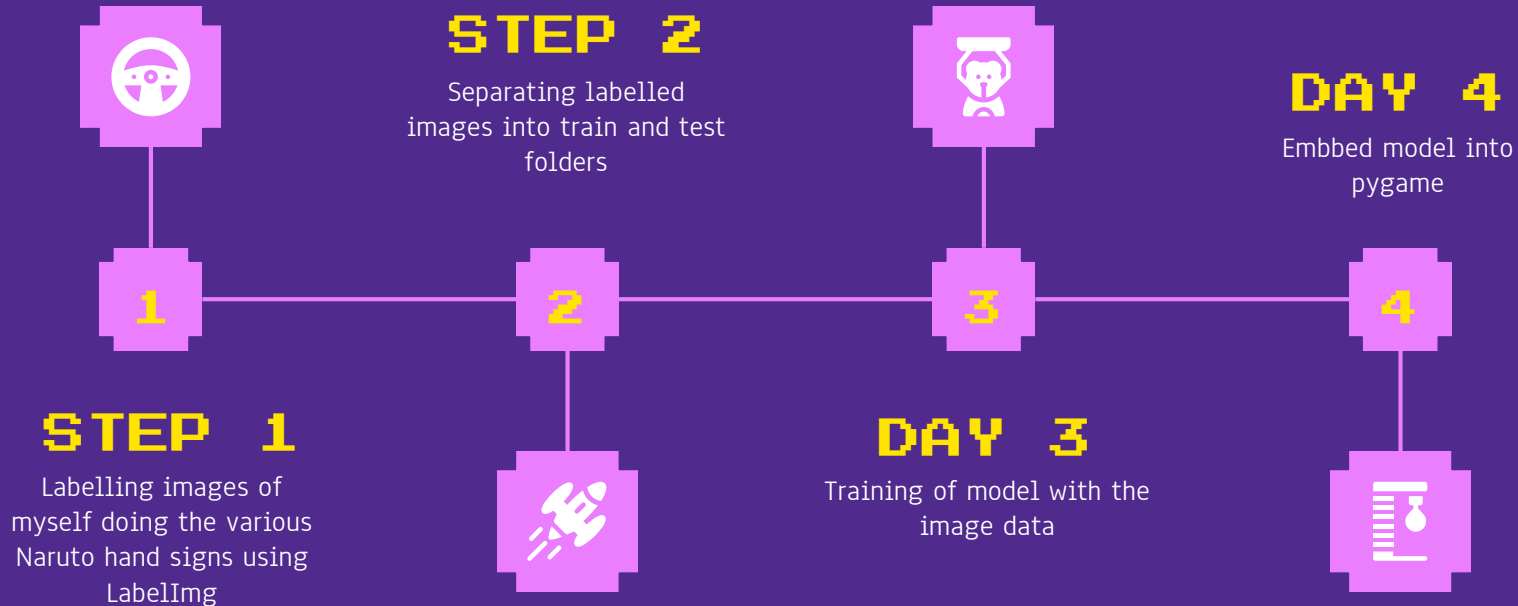 STEP 2
Separating labelled
images into train and test
folders
DAY 4
Embbed model into
pygame
1
2
3
4
STEP 1
Labelling images of
myself doing the various
Naruto hand signs using
LabelImg
DAY 3
Training of model with the
image data